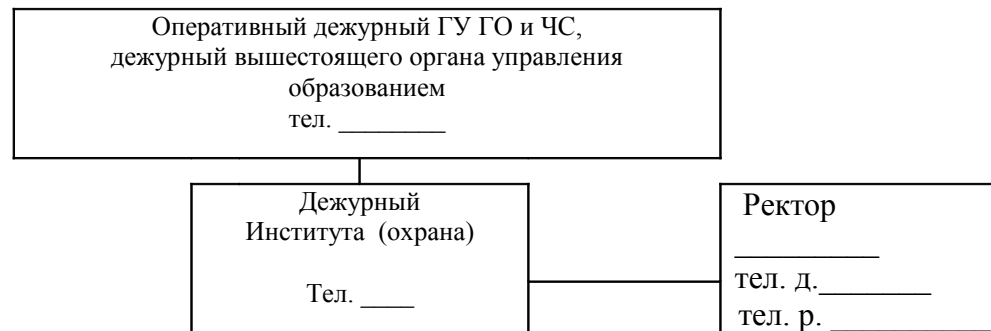 Оперативный дежурный ГУ ГО и ЧС,
дежурный вышестоящего органа управления
образованием
тел. ________
Дежурный
Института (охрана)
Тел. ____
Ректор
_________
тел. д._______
тел. р. __________